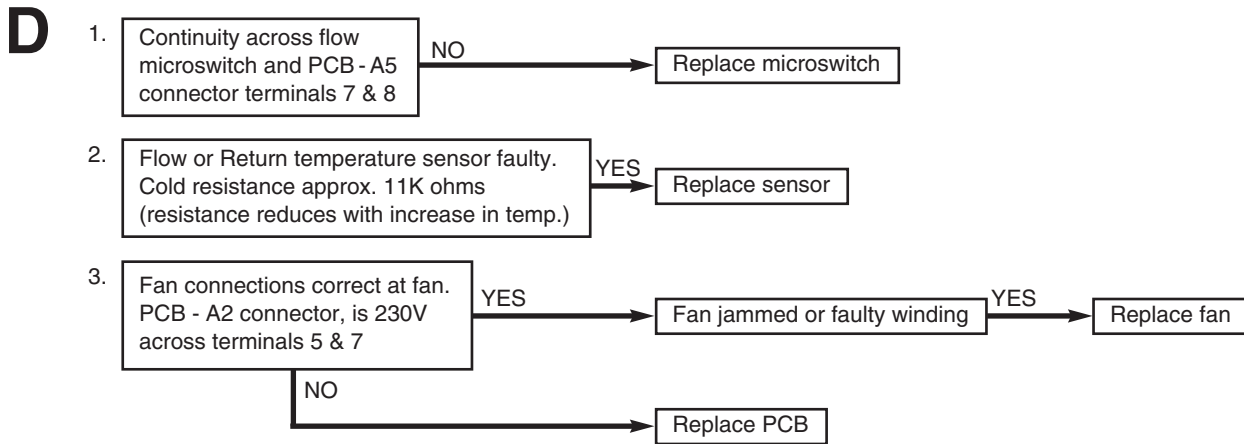 D
1.
Continuity across flow
microswitch and PCB - A5
connector terminals 7 & 8
NO
Replace microswitch
2.
Flow or Return temperature sensor faulty.
Cold resistance approx. 11K ohms
(resistance reduces with increase in temp.)
YES
Replace sensor
3.
Fan connections correct at fan.
PCB - A2 connector, is 230V
across terminals 5 & 7
YES
Fan jammed or faulty winding
YES
Replace fan
NO
Replace PCB